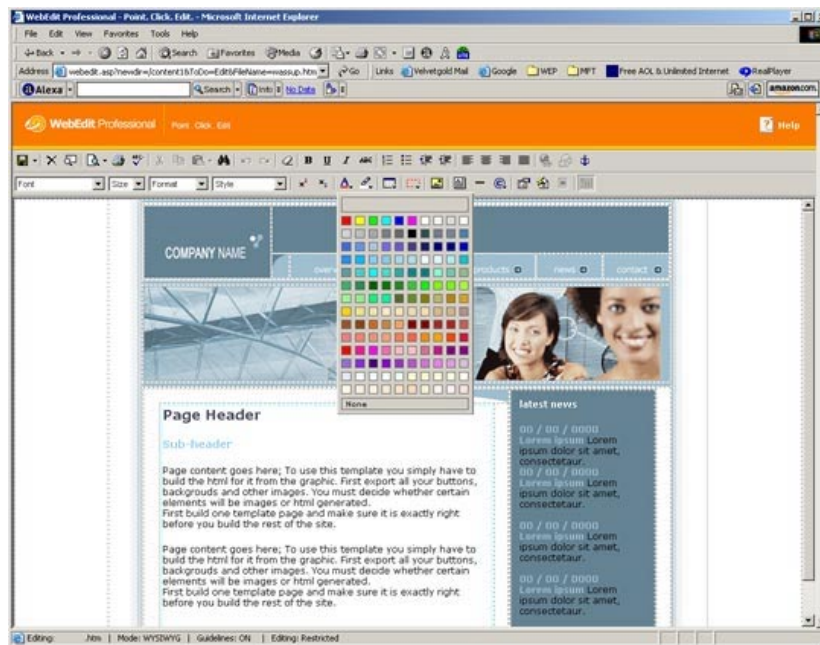 WebEdit Professional - Point. Click. Edit. - Microsoft Internet Explorer
File Edit View Favorites Tools Help
Back Search Favorites Media
Address webedit.asp?newdir=/content1&ToDo=Edit&FileName=wassup.htm Go Links Velvetgold Mail Google WEP MFT Free AOL & Unlimited Internet RealPlayer
Alexa Search Info No Data amazon.com
WebEdit Professional Point. Click. Edit Help
Font Size Format Style
COMPANY NAME
products news contact
None
Page Header
Sub-header
Page content goes here; To use this template you simply have to
build the html for it from the graphic. First export all your buttons,
backgrouds and other images. You must decide whether certain
elements will be images or html generated.
First build one template page and make sure it is exactly right
before you build the rest of the site.
Page content goes here; To use this template you simply have to
build the html for it from the graphic. First export all your buttons,
backgrouds and other images. You must decide whether certain
elements will be images or html generated.
First build one template page and make sure it is exactly right
before you build the rest of the site.
latest news
00 / 00 / 0000
Lorem ipsum Lorem
ipsum dolor sit amet,
consectetaur.
00 / 00 / 0000
Lorem ipsum Lorem
ipsum dolor sit amet,
consectetaur.
00 / 00 / 0000
Lorem ipsum Lorem
ipsum dolor sit amet,
consectetaur.
00 / 00 / 0000
Lorem ipsum Lorem
ipsum dolor sit amet,
consectetaur.
Editing: .htm | Mode: WYSIWYG | Guidelines: ON | Editing: Restricted